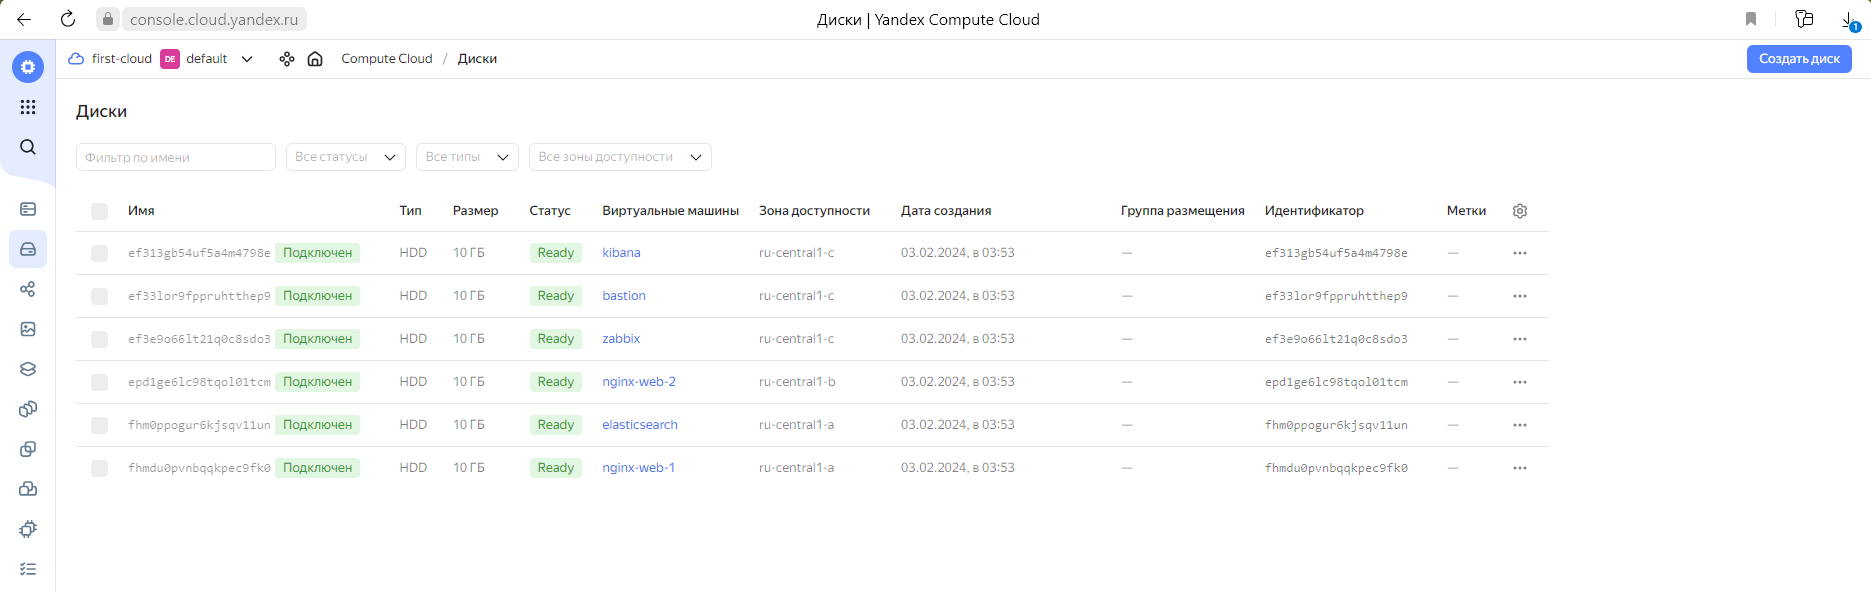 console.cloud.yandex.ru
Диски | Yandex Compute Cloud
1
first-cloud DE default Compute Cloud / Диски Создать диск
Диски
Фильтр по имени Все статусы Все типы Все зоны доступности
Имя Тип Размер Статус Виртуальные машины Зона доступности Дата создания Группа размещения Идентификатор Метки
ef313gb54uf5a4m4798e Подключен HDD 10 ГБ Ready kibana ru-central1-c 03.02.2024, в 03:53 — ef313gb54uf5a4m4798e —
ef33lor9fppruhtthep9 Подключен HDD 10 ГБ Ready bastion ru-central1-c 03.02.2024, в 03:53 — ef33lor9fppruhtthep9 —
ef3e9o66lt21q0c8sdo3 Подключен HDD 10 ГБ Ready zabbix ru-central1-c 03.02.2024, в 03:53 — ef3e9o66lt21q0c8sdo3 —
epd1ge6lc98tqol01tcm Подключен HDD 10 ГБ Ready nginx-web-2 ru-central1-b 03.02.2024, в 03:53 — epd1ge6lc98tqol01tcm —
fhm0ppogur6kjsqv11un Подключен HDD 10 ГБ Ready elasticsearch ru-central1-a 03.02.2024, в 03:53 — fhm0ppogur6kjsqv11un —
fhmdu0pvnbqqkpec9fk0 Подключен HDD 10 ГБ Ready nginx-web-1 ru-central1-a 03.02.2024, в 03:53 — fhmdu0pvnbqqkpec9fk0 —